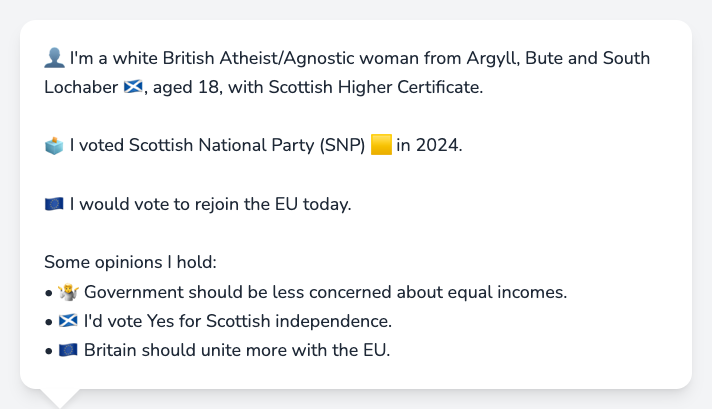 👤 I'm a white British Atheist/Agnostic woman from Argyll, Bute and South
Lochaber 🏴󠁧󠁢󠁳󠁣󠁴󠁿, aged 18, with Scottish Higher Certificate.
🗳️ I voted Scottish National Party (SNP) 🟨 in 2024.
🇪🇺 I would vote to rejoin the EU today.
Some opinions I hold:
• 🤷 Government should be less concerned about equal incomes.
• 🏴󠁧󠁢󠁳󠁣󠁴󠁿 I'd vote Yes for Scottish independence.
• 🇪🇺 Britain should unite more with the EU.